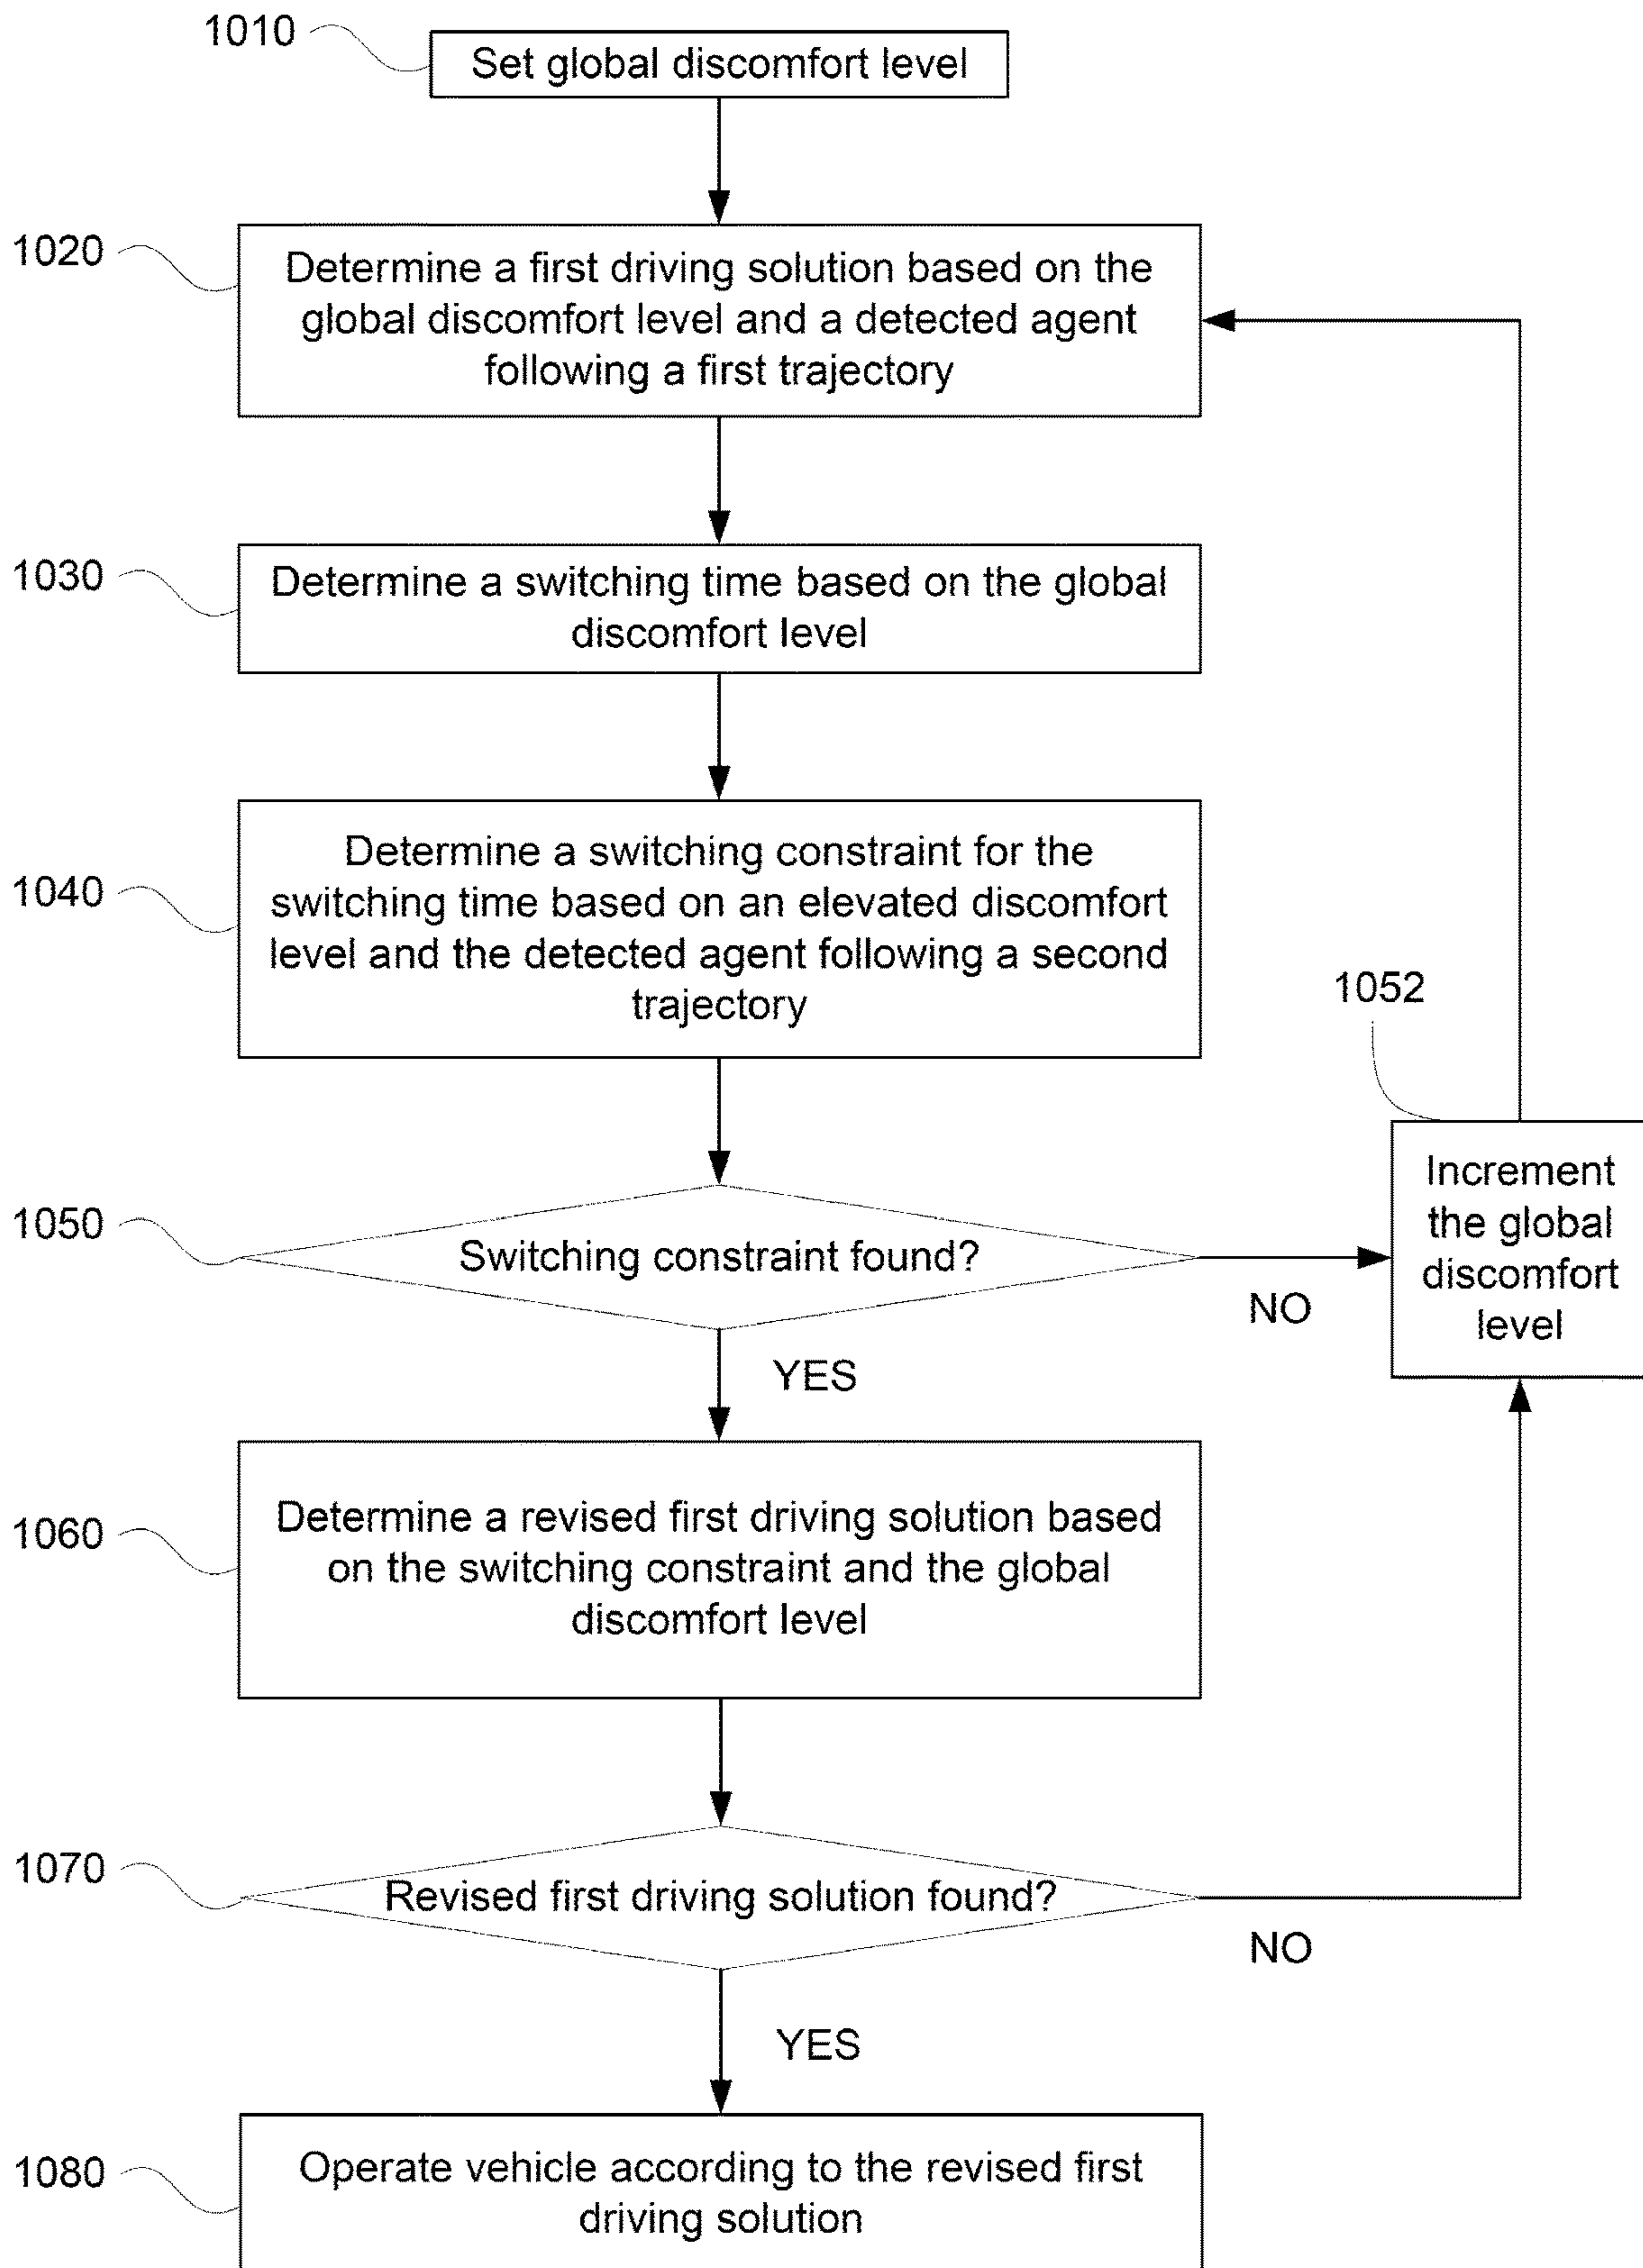 1010
Set global discomfort level
1020
Determine a first driving solution based on the
global discomfort level and a detected agent
following a first trajectory
1030
Determine a switching time based on the global
discomfort level
1040
Determine a switching constraint for the
switching time based on an elevated discomfort
level and the detected agent following a second
trajectory
1052
Increment
the global
discomfort
level
1050
Switching constraint found?
NO
YES
1060
Determine a revised first driving solution based
on the switching constraint and the global
discomfort level
1070
Revised first driving solution found?
NO
YES
1080
Operate vehicle according to the revised first
driving solution